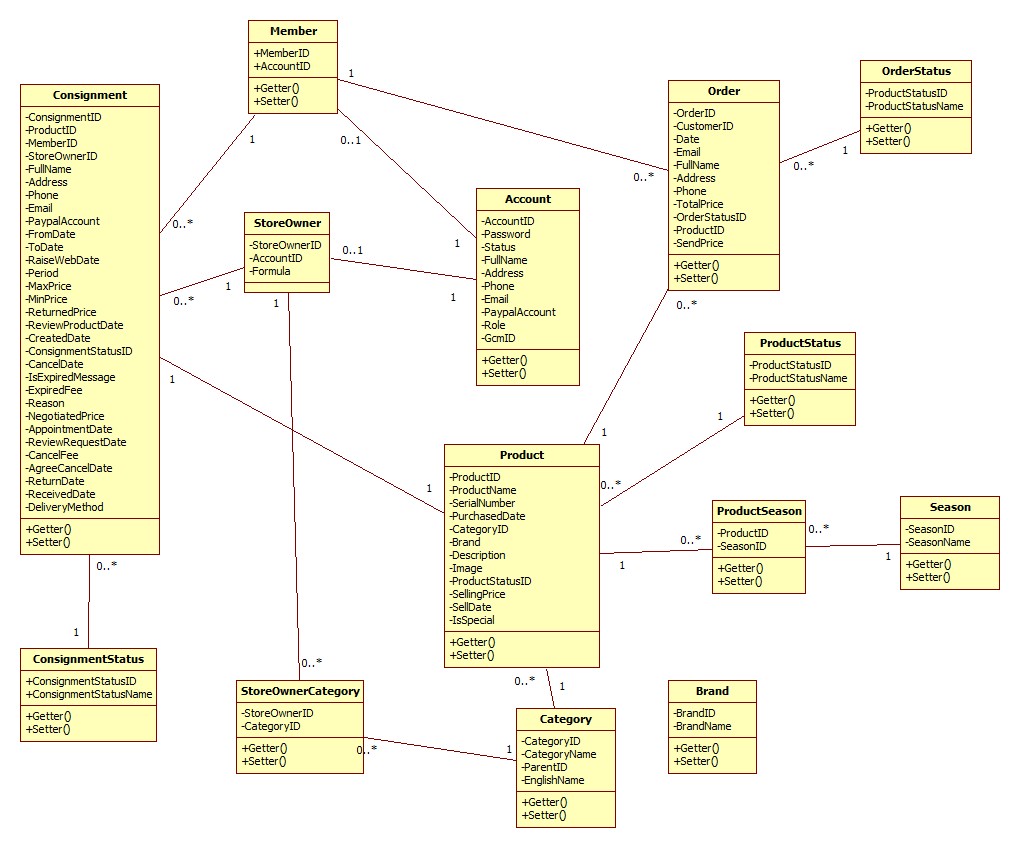 Member
+MemberID
+AccountID
+Getter()
+Setter()
1
0..1
1
0..*
Consignment
-ConsignmentID
-ProductID
-MemberID
-StoreOwnerID
-FullName
-Address
-Phone
-Email
-PaypalAccount
-FromDate
-ToDate
-RaiseWebDate
-Period
-MaxPrice
-MinPrice
-ReturnedPrice
-ReviewProductDate
-CreatedDate
-ConsignmentStatusID
-CancelDate
-IsExpiredMessage
-ExpiredFee
-Reason
-NegotiatedPrice
-AppointmentDate
-ReviewRequestDate
-CancelFee
-AgreeCancelDate
-ReturnDate
-ReceivedDate
-DeliveryMethod
+Getter()
+Setter()
0..*
1
0..*
1
StoreOwner
-StoreOwnerID
-AccountID
-Formula
0..1
1
1
0..*
Account
-AccountID
-Password
-Status
-FullName
-Address
-Phone
-Email
-PaypalAccount
-Role
-GcmID
+Getter()
+Setter()
1
Order
-OrderID
-CustomerID
-Date
-Email
-FullName
-Address
-Phone
-TotalPrice
-OrderStatusID
-ProductID
-SendPrice
+Getter()
+Setter()
0..*
0..*
1
OrderStatus
-ProductStatusID
-ProductStatusName
+Getter()
+Setter()
1
ProductStatus
-ProductStatusID
-ProductStatusName
+Getter()
+Setter()
1
0..*
Product
-ProductID
-ProductName
-SerialNumber
-PurchasedDate
-CategoryID
-Brand
-Description
-Image
-ProductStatusID
-SellingPrice
-SellDate
-IsSpecial
+Getter()
+Setter()
1
1
0..*
ProductSeason
-ProductID
-SeasonID
+Getter()
+Setter()
0..*
1
Season
-SeasonID
-SeasonName
+Getter()
+Setter()
ConsignmentStatus
+ConsignmentStatusID
+ConsignmentStatusName
+Getter()
+Setter()
StoreOwnerCategory
-StoreOwnerID
-CategoryID
+Getter()
+Setter()
0..*
1
0..*
1
Category
-CategoryID
-CategoryName
-ParentID
-EnglishName
+Getter()
+Setter()
Brand
-BrandID
-BrandName
+Getter()
+Setter()